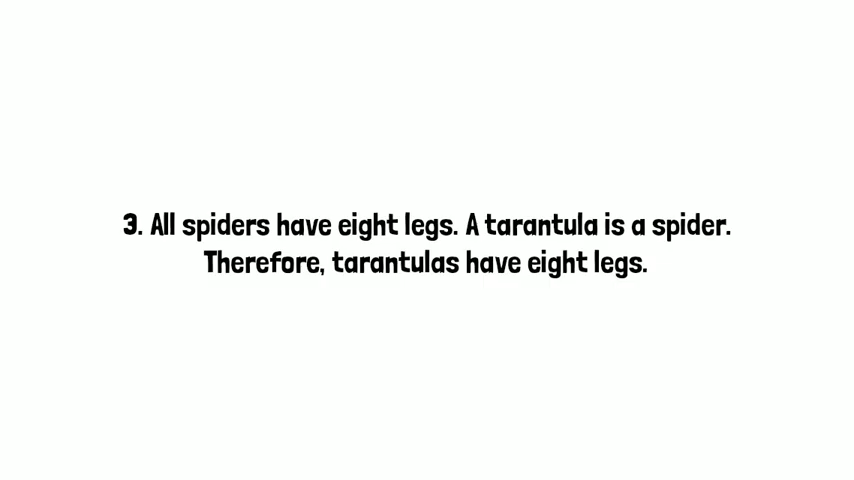 3. All spiders have eight legs. A tarantula is a spider.
Therefore, tarantulas have eight legs.